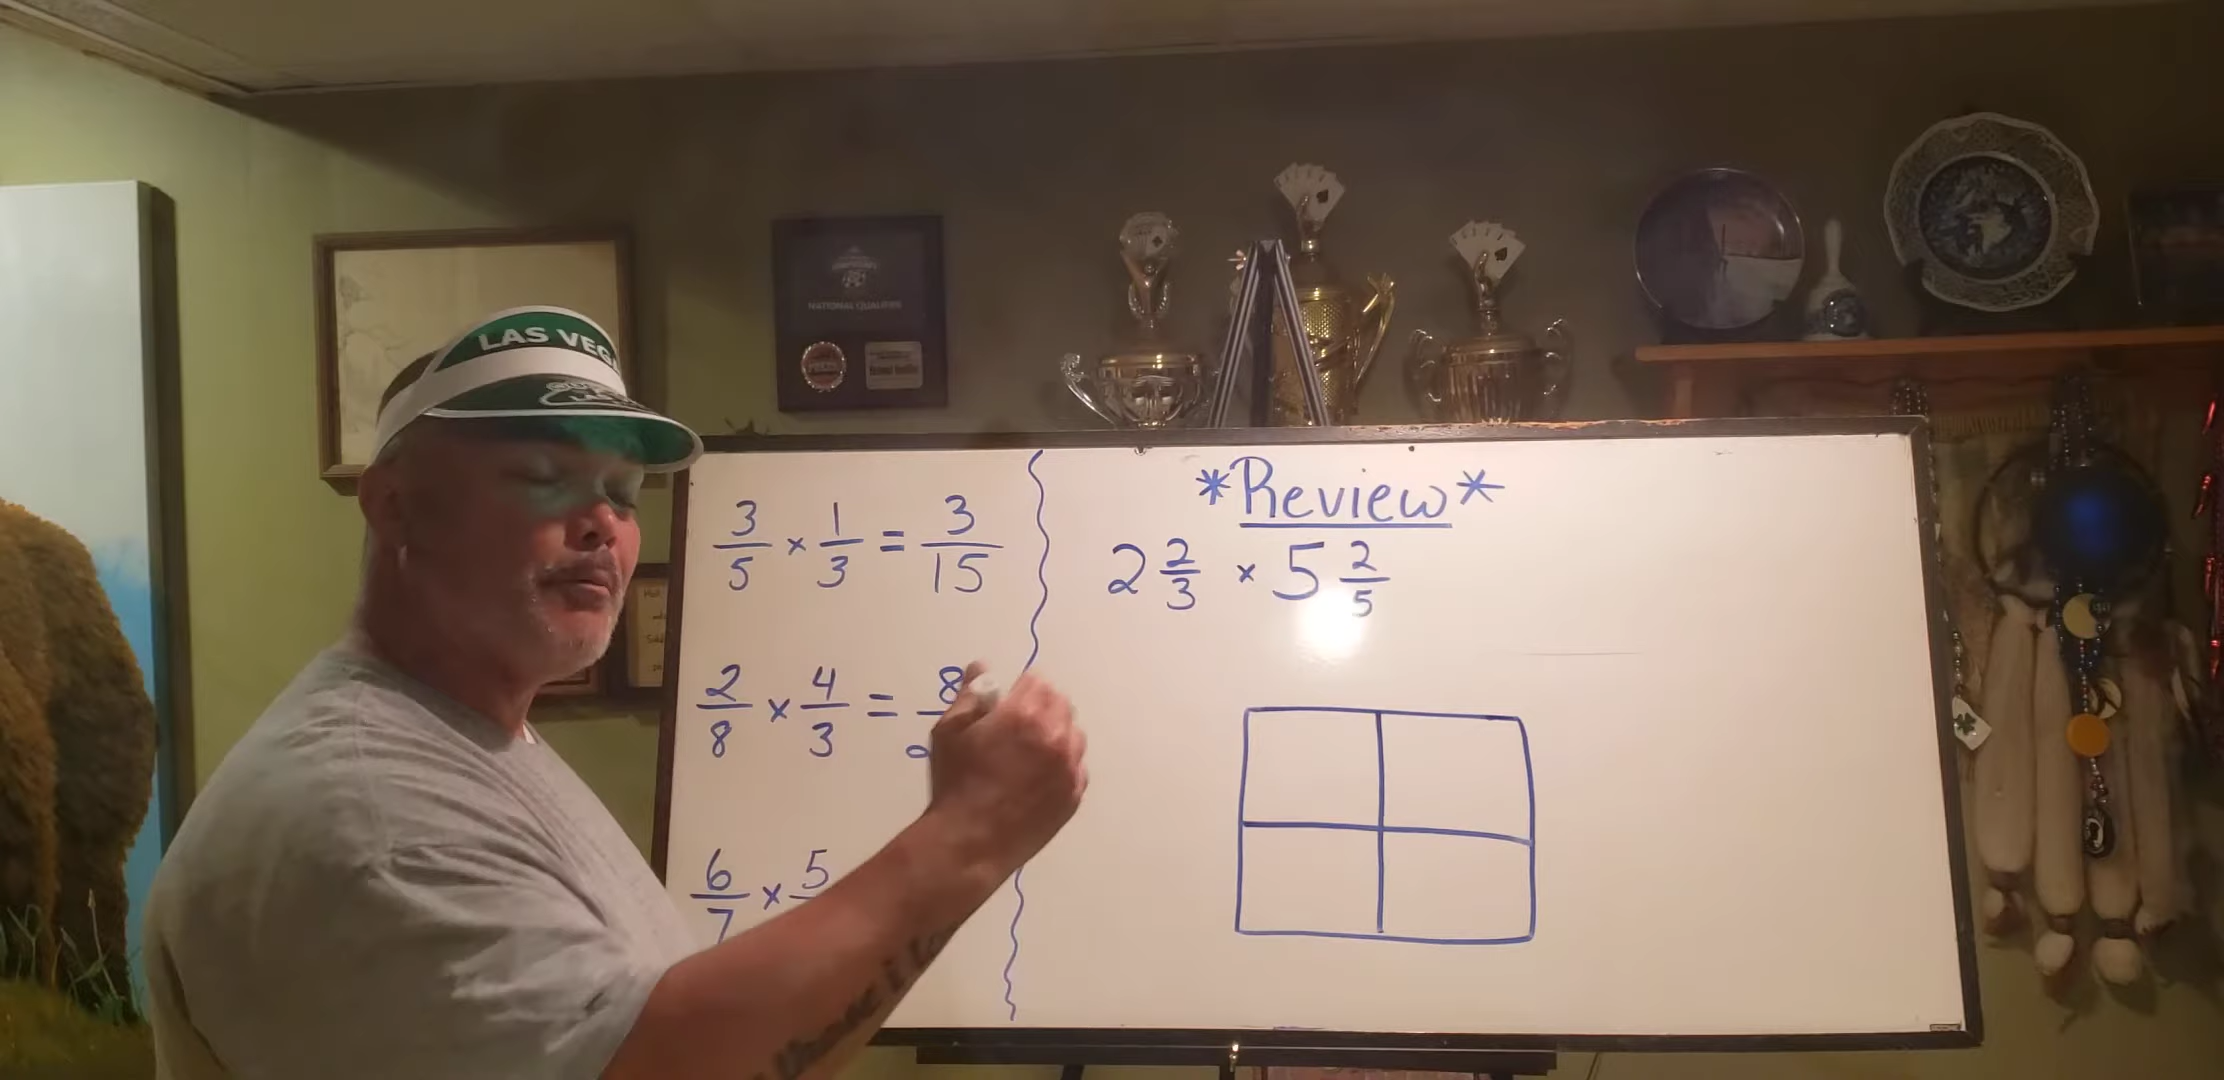 LAS VEG
NATIONAL QUALIFIER
*Review*
3/5 × 1/3 = 3/15
2 2/3 × 5 2/5
2/8 × 4/3 = 8
6/7 × 5